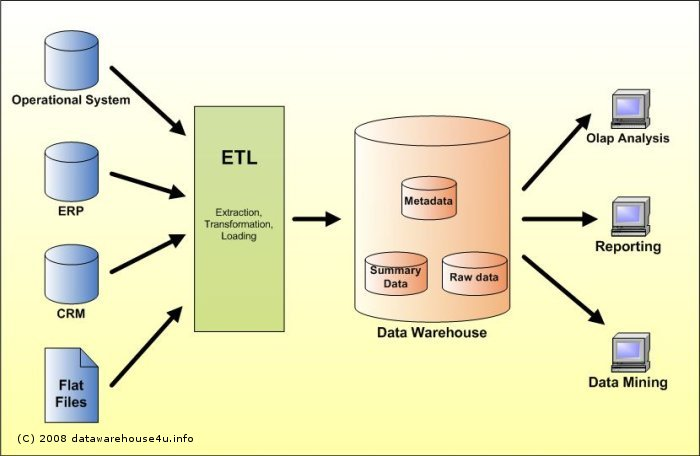 Operational System
ERP
CRM
Flat
Files
ETL
Extraction,
Transformation,
Loading
Metadata
Summary
Data
Raw data
Data Warehouse
Olap Analysis
Reporting
Data Mining
(C) 2008 datawarehouse4u.info